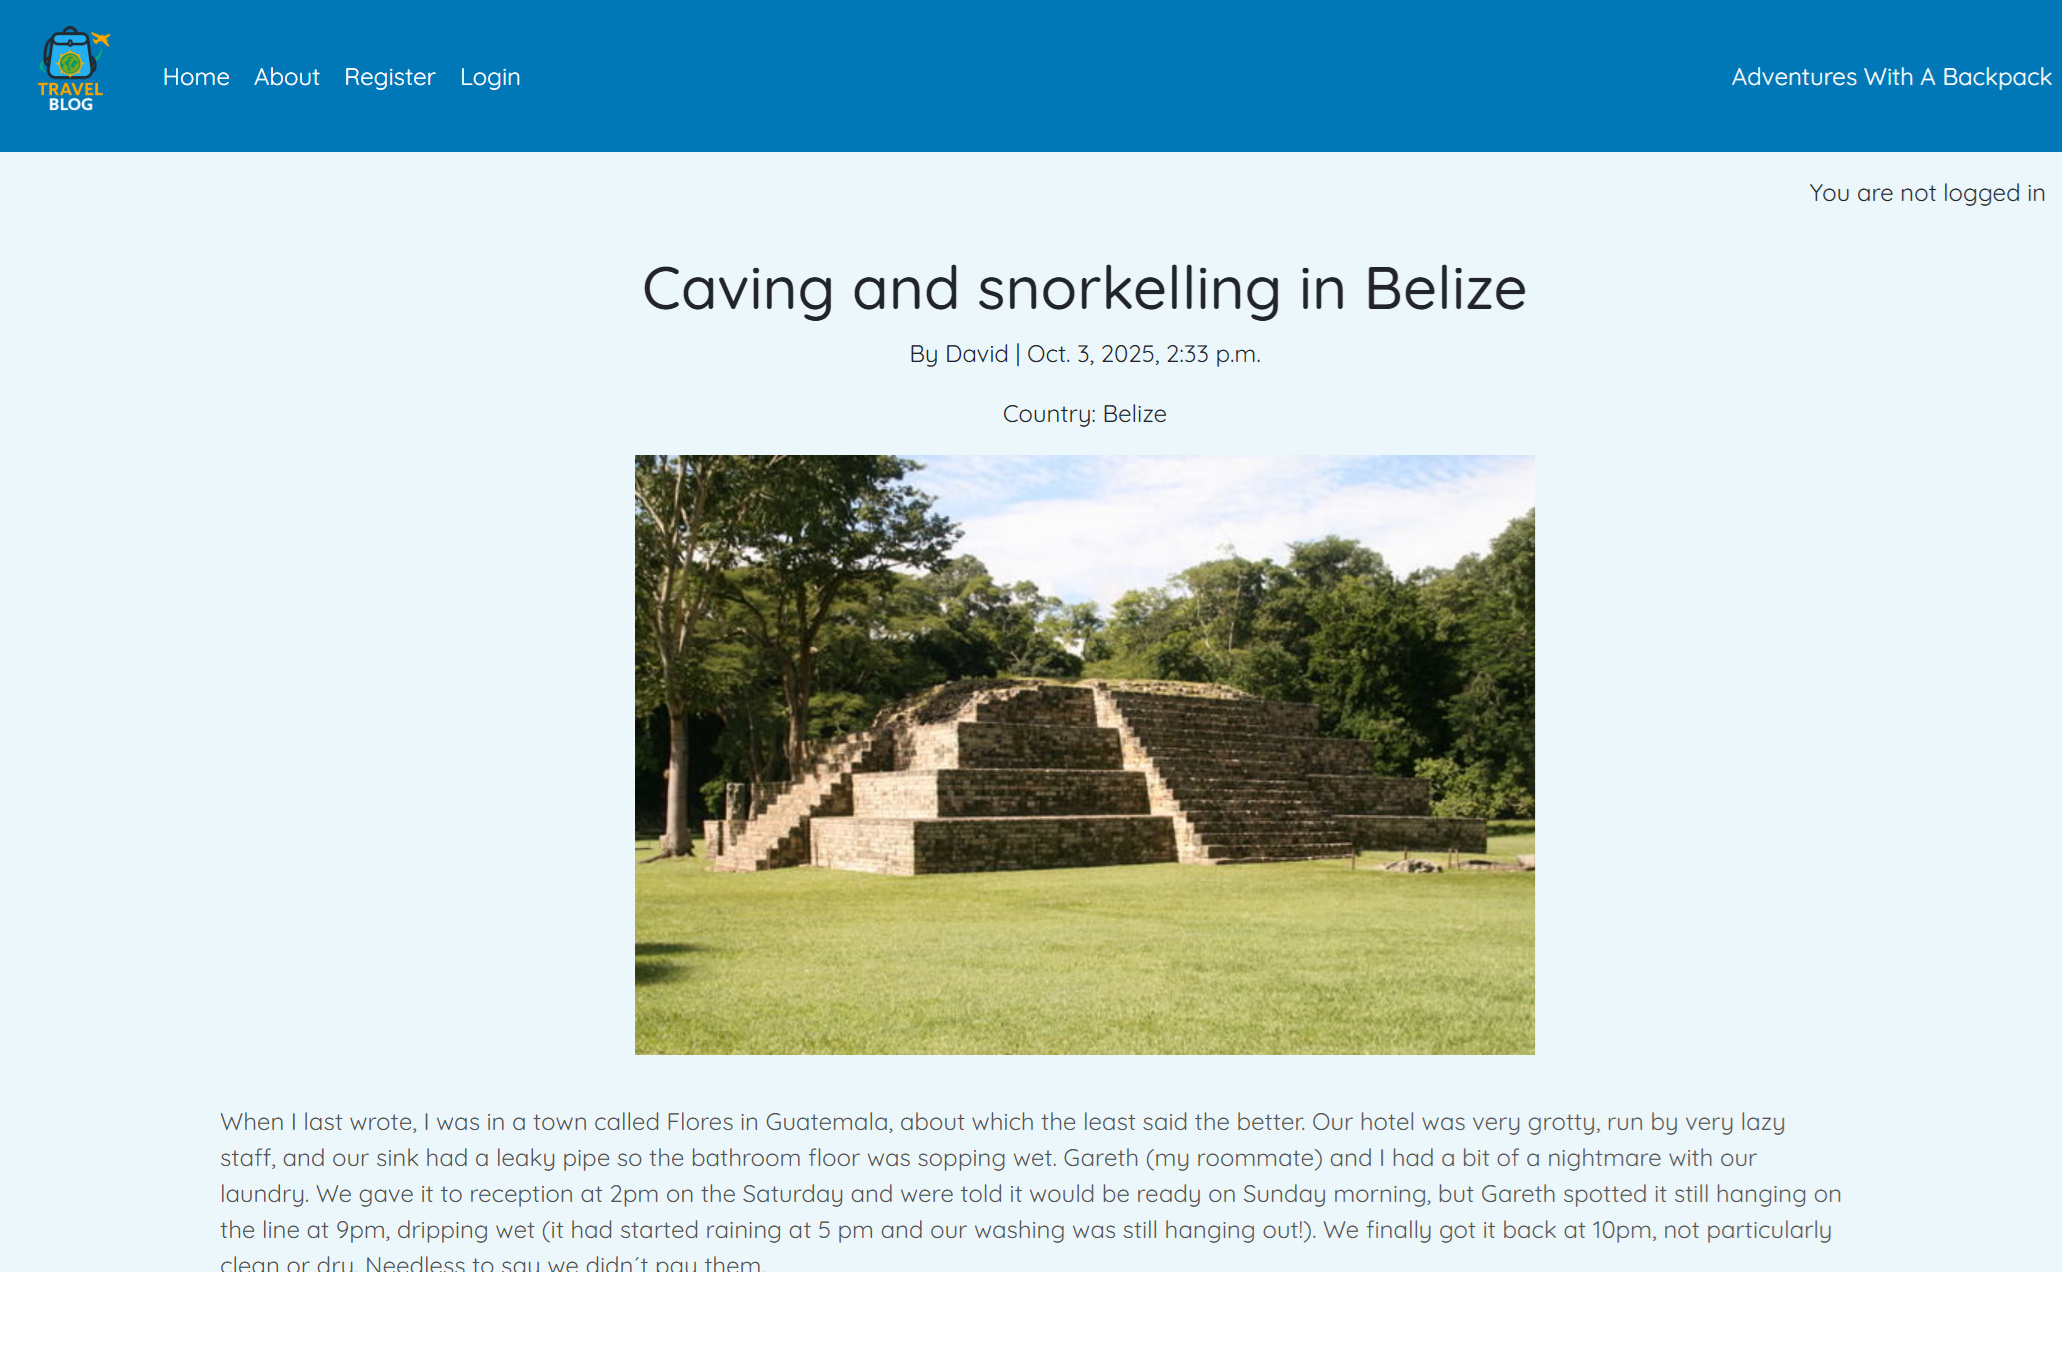 TRAVEL
BLOG
Home About Register Login
Adventures With A Backpack
You are not logged in
Caving and snorkelling in Belize
By David | Oct. 3, 2025, 2:33 p.m.
Country: Belize
When I last wrote, I was in a town called Flores in Guatemala, about which the least said the better. Our hotel was very grotty, run by very lazy
staff, and our sink had a leaky pipe so the bathroom floor was sopping wet. Gareth (my roommate) and I had a bit of a nightmare with our
laundry. We gave it to reception at 2pm on the Saturday and were told it would be ready on Sunday morning, but Gareth spotted it still hanging on
the line at 9pm, dripping wet (it had started raining at 5 pm and our washing was still hanging out!). We finally got it back at 10pm, not particularly
clean or dry. Needless to say we didn´t pay them.